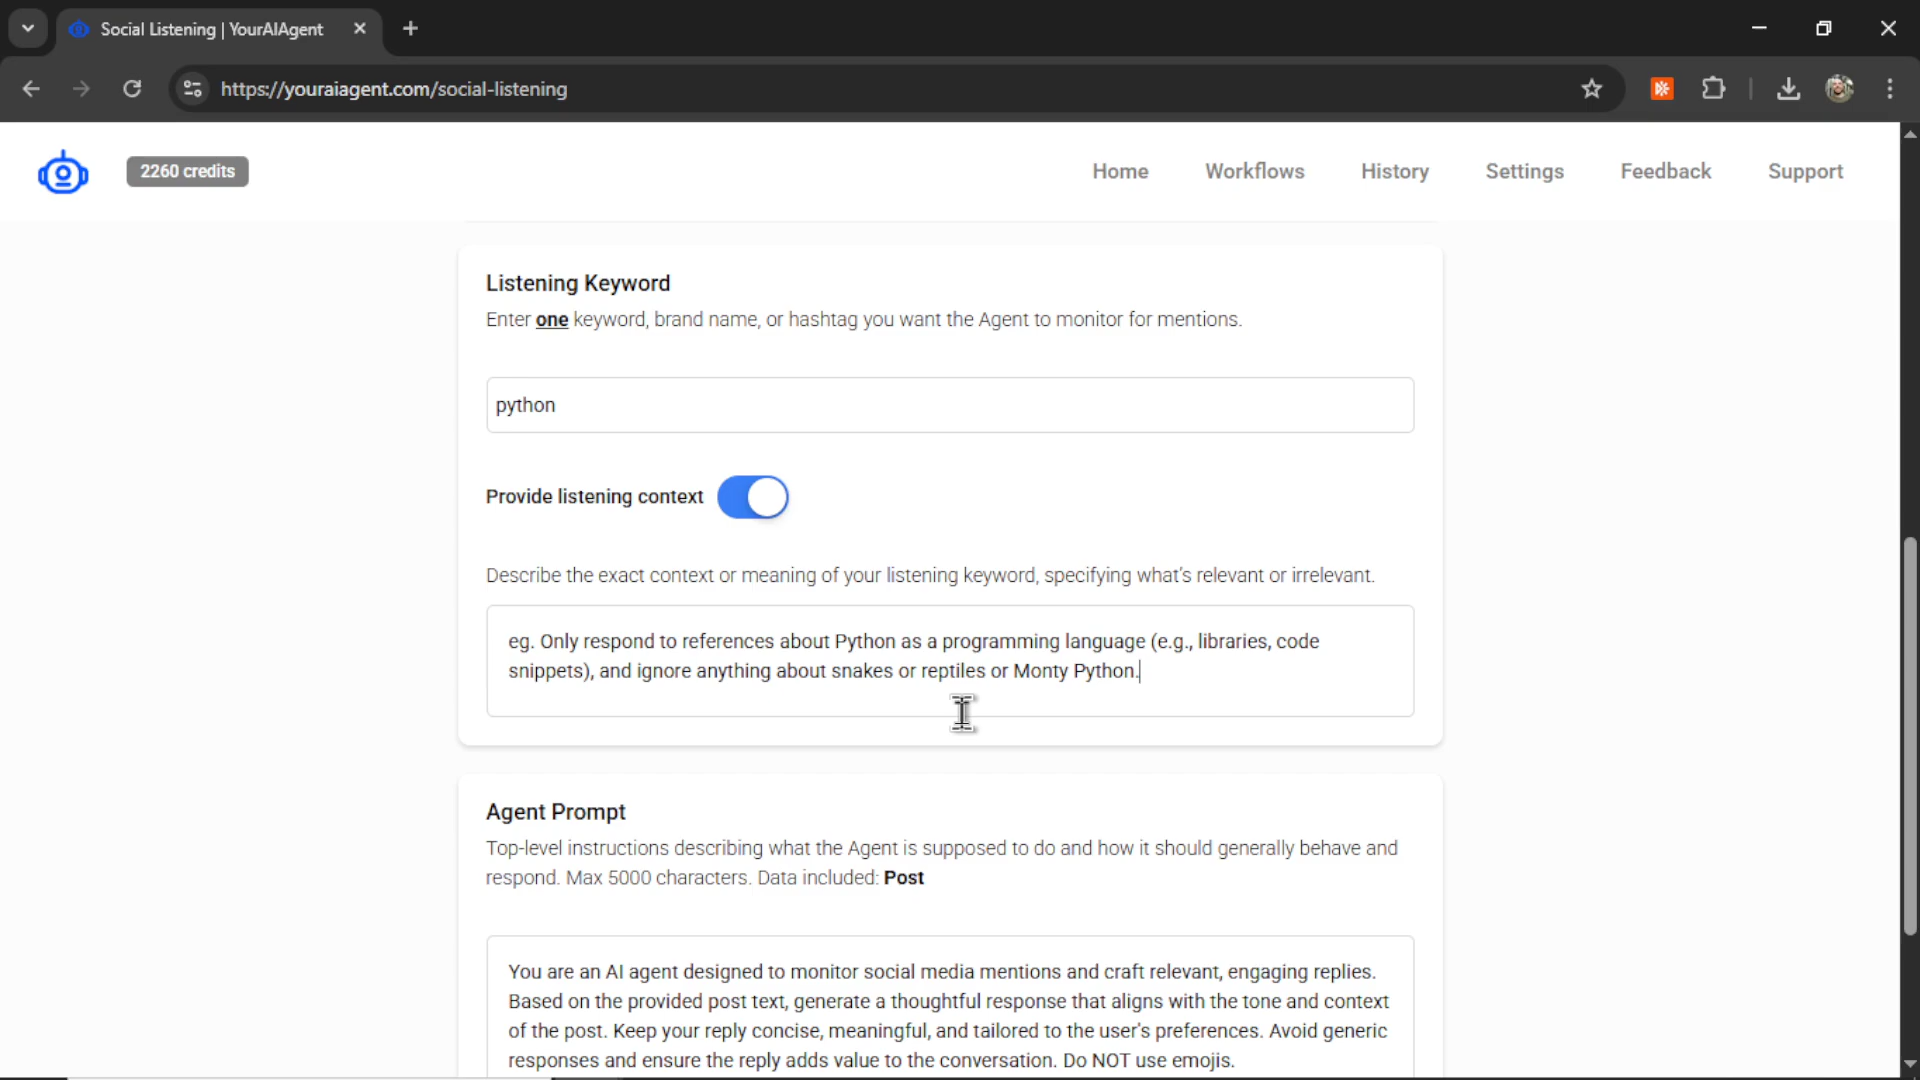 Social Listening | YourAIAgent
https://youraiagent.com/social-listening
2260 credits
Home
Workflows
History
Settings
Feedback
Support
Listening Keyword
Enter one keyword, brand name, or hashtag you want the Agent to monitor for mentions.
python
Provide listening context
Describe the exact context or meaning of your listening keyword, specifying what's relevant or irrelevant.
eg. Only respond to references about Python as a programming language (e.g., libraries, code
snippets), and ignore anything about snakes or reptiles or Monty Python.
Agent Prompt
Top-level instructions describing what the Agent is supposed to do and how it should generally behave and
respond. Max 5000 characters. Data included: Post
You are an AI agent designed to monitor social media mentions and craft relevant, engaging replies.
Based on the provided post text, generate a thoughtful response that aligns with the tone and context
of the post. Keep your reply concise, meaningful, and tailored to the user's preferences. Avoid generic
responses and ensure the reply adds value to the conversation. Do NOT use emojis.